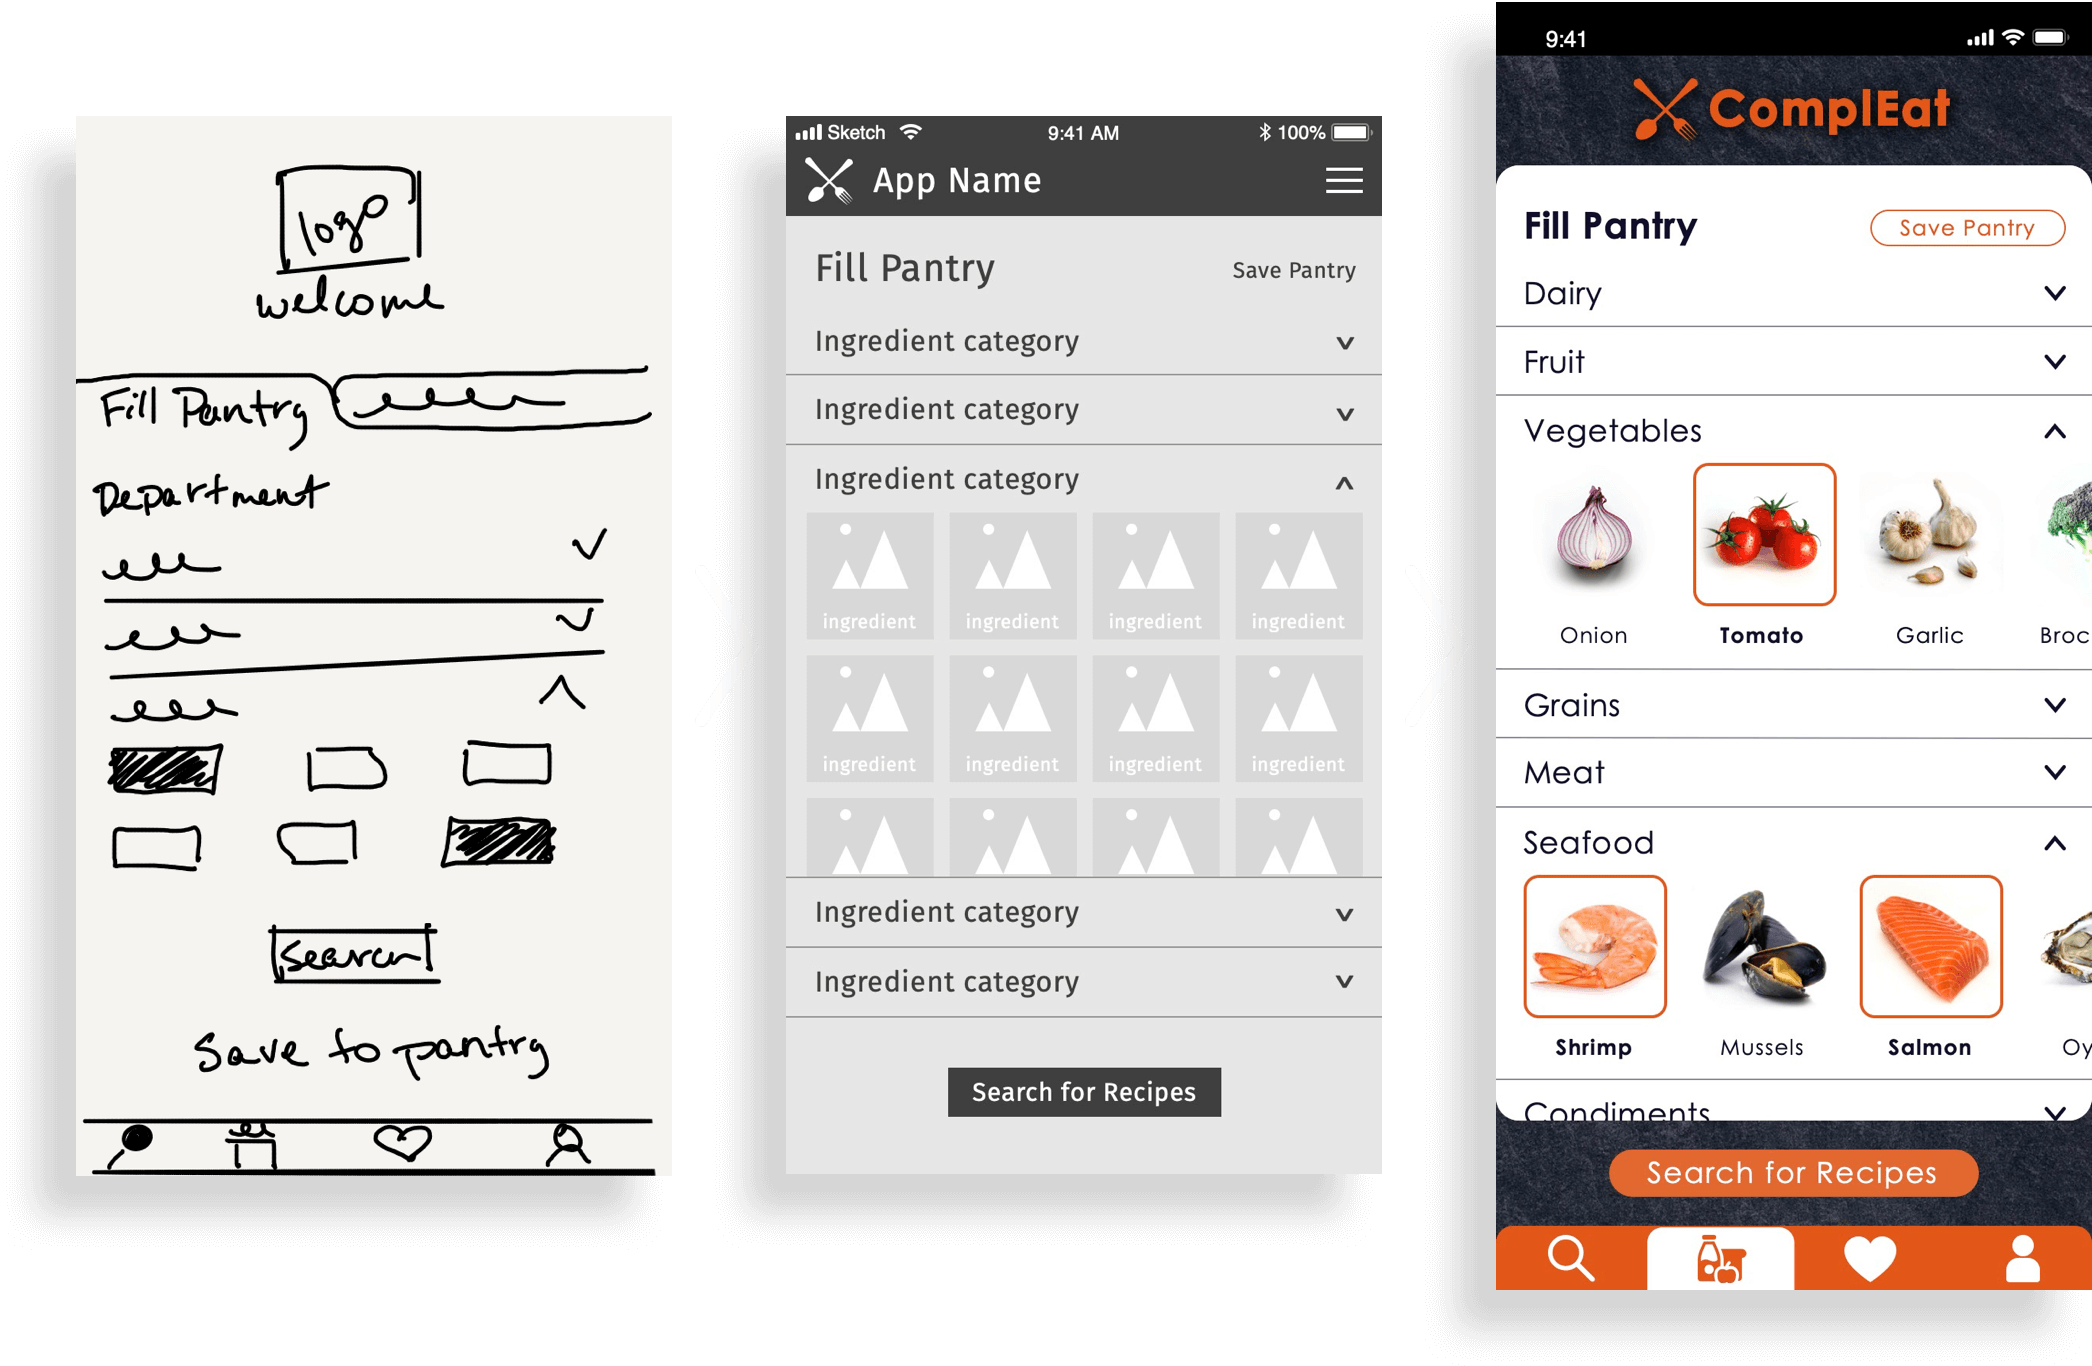 logo
welcome
Fill Pantry
Department
Search
Save to pantry
Sketch 9:41 AM 100%
App Name
Fill Pantry Save Pantry
Ingredient category
Ingredient category
Ingredient category
ingredient ingredient ingredient ingredient
ingredient ingredient ingredient ingredient
Ingredient category
Ingredient category
Search for Recipes
9:41
ComplEat
Fill Pantry Save Pantry
Dairy
Fruit
Vegetables
Onion Tomato Garlic Broc
Grains
Meat
Seafood
Shrimp Mussels Salmon Oy
Condiments
Search for Recipes